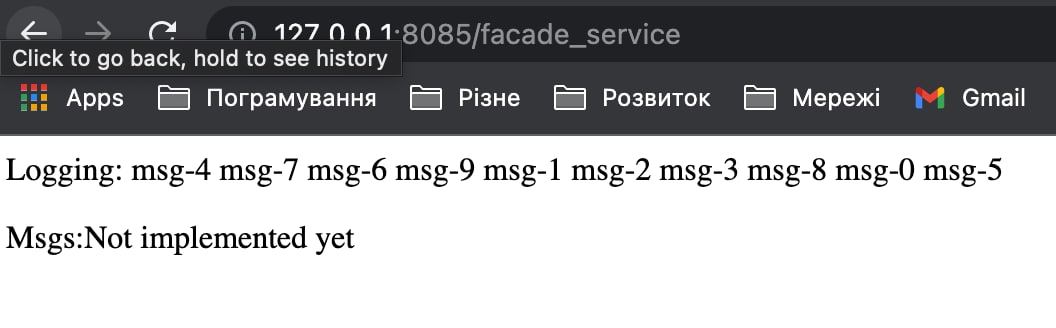 127.0.0.1:8085/facade_service
Click to go back, hold to see history
Apps Пограмування Різне Розвиток Мережі Gmail
Logging: msg-4 msg-7 msg-6 msg-9 msg-1 msg-2 msg-3 msg-8 msg-0 msg-5
Msgs:Not implemented yet